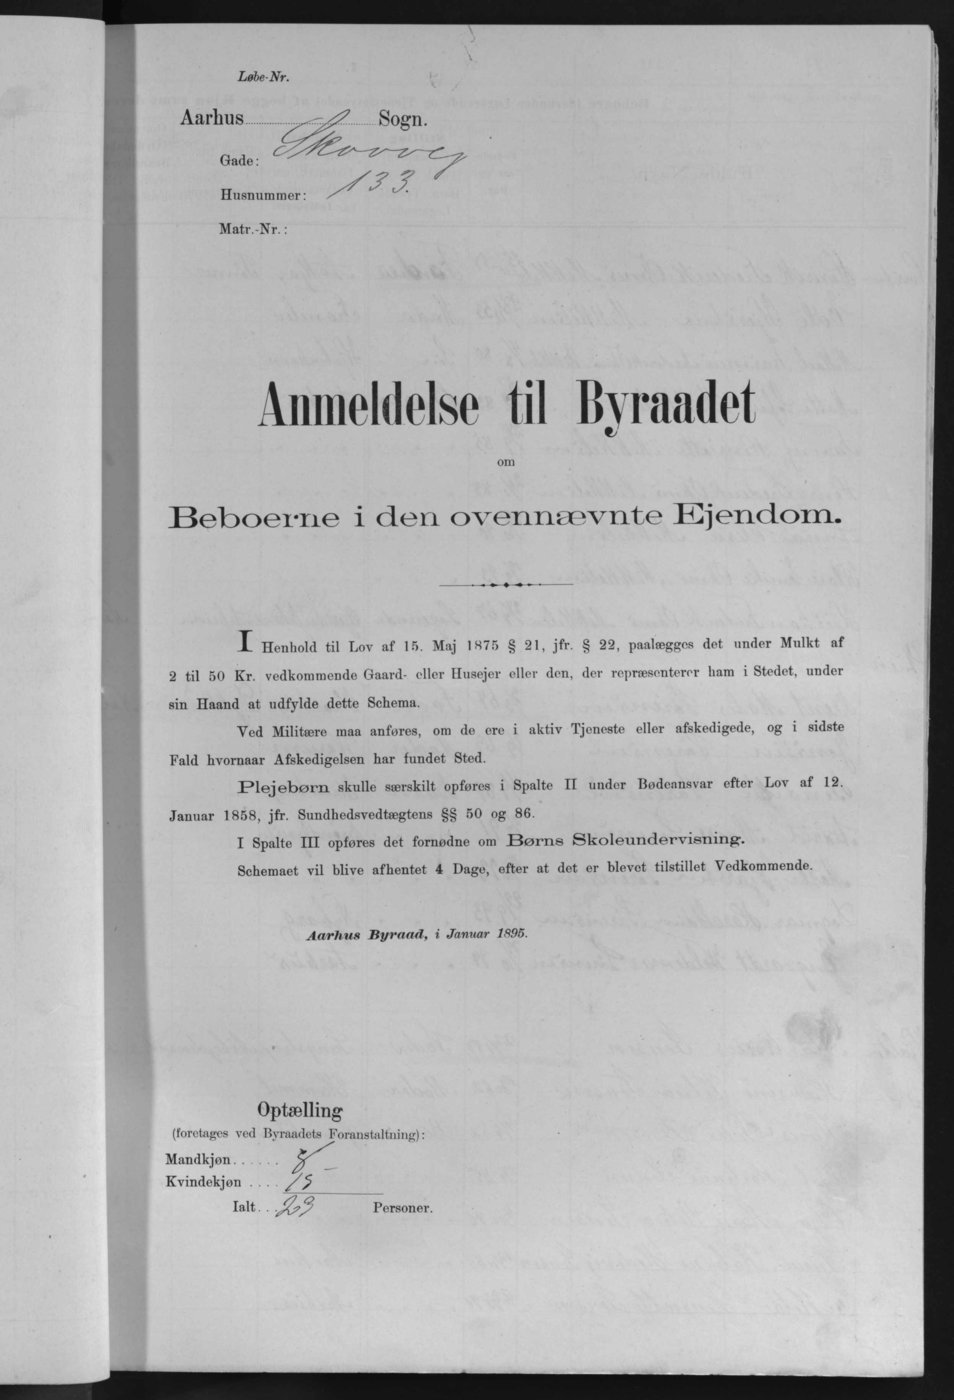 Løbe-Nr.
Aarhus Sogn.
Gade: Skovveg
Husnummer: 133.
Matr.-Nr.:
Anmeldelse til Byraadet
om
Beboerne i den ovennævnte Ejendom.
I Henhold til Lov af 15. Maj 1875 § 21, jfr. § 22, paalægges det under Mulkt af
2 til 50 Kr. vedkommende Gaard- eller Husejer eller den, der repræsenterer ham i Stedet, under
sin Haand at udfylde dette Schema.
Ved Militære maa anføres, om de ere i aktiv Tjeneste eller afskedigede, og i sidste
Fald hvornaar Afskedigelsen har fundet Sted.
Plejebørn skulle særskilt opføres i Spalte II under Bødeansvar efter Lov af 12.
Januar 1858, jfr. Sundhedsvedtægtens §§ 50 og 86.
I Spalte III opføres det fornødne om Børns Skoleundervisning.
Schemaet vil blive afhentet 4 Dage, efter at det er blevet tilstillet Vedkommende.
Aarhus Byraad, i Januar 1895.
Optælling
(foretages ved Byraadets Foranstaltning):
Mandkjøn...... 8
Kvindekjøn .... 15
Ialt... 23 Personer.